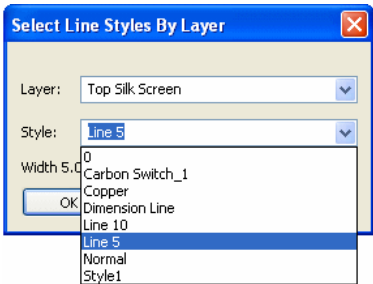 Select Line Styles By Layer
Layer: Top Silk Screen
Style: Line 5
Width 5.0
OK
0
Carbon Switch_1
Copper
Dimension Line
Line 10
Line 5
Normal
Style1